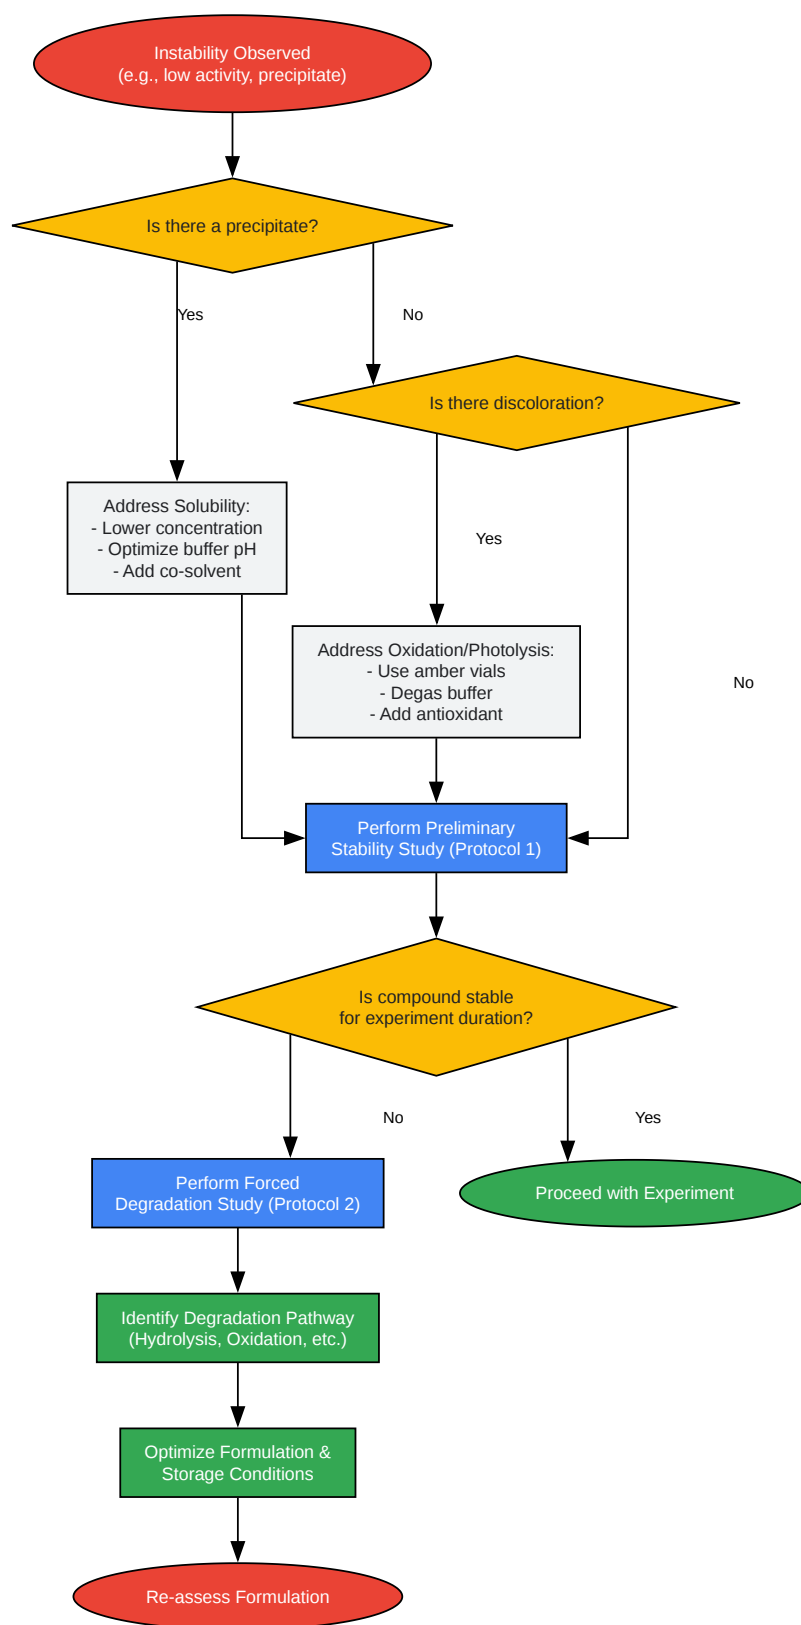 Instability Observed
(e.g., low activity, precipitate)
Is there a precipitate?
Yes
No
Is there discoloration?
Address Solubility:
- Lower concentration
- Optimize buffer pH
- Add co-solvent
Yes
Address Oxidation/Photolysis:
- Use amber vials
- Degas buffer
- Add antioxidant
No
Perform Preliminary
Stability Study (Protocol 1)
Is compound stable
for experiment duration?
No
Yes
Perform Forced
Degradation Study (Protocol 2)
Proceed with Experiment
Identify Degradation Pathway
(Hydrolysis, Oxidation, etc.)
Optimize Formulation &
Storage Conditions
Re-assess Formulation